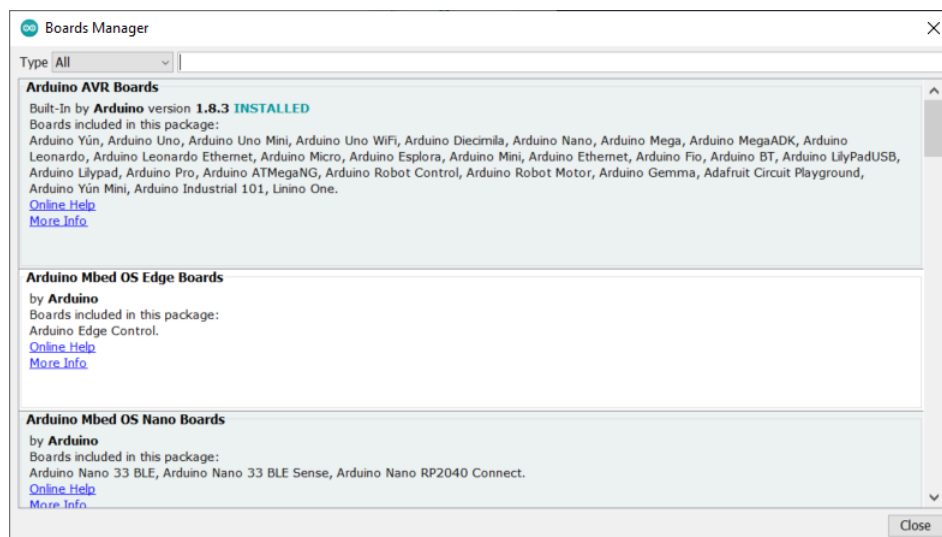 Boards Manager
Type All
Arduino AVR Boards
Built-In by Arduino version 1.8.3 INSTALLED
Boards included in this package:
Arduino Yún, Arduino Uno, Arduino Uno Mini, Arduino Uno WiFi, Arduino Diecimila, Arduino Nano, Arduino Mega, Arduino MegaADK, Arduino
Leonardo, Arduino Leonardo Ethernet, Arduino Micro, Arduino Esplora, Arduino Mini, Arduino Ethernet, Arduino Fio, Arduino BT, Arduino LilyPadUSB,
Arduino Lilypad, Arduino Pro, Arduino ATMegaNG, Arduino Robot Control, Arduino Robot Motor, Arduino Gemma, Adafruit Circuit Playground,
Arduino Yún Mini, Arduino Industrial 101, Linino One.
Online Help
More Info
Arduino Mbed OS Edge Boards
by Arduino
Boards included in this package:
Arduino Edge Control.
Online Help
More Info
Arduino Mbed OS Nano Boards
by Arduino
Boards included in this package:
Arduino Nano 33 BLE, Arduino Nano 33 BLE Sense, Arduino Nano RP2040 Connect.
Online Help
More Info
Close